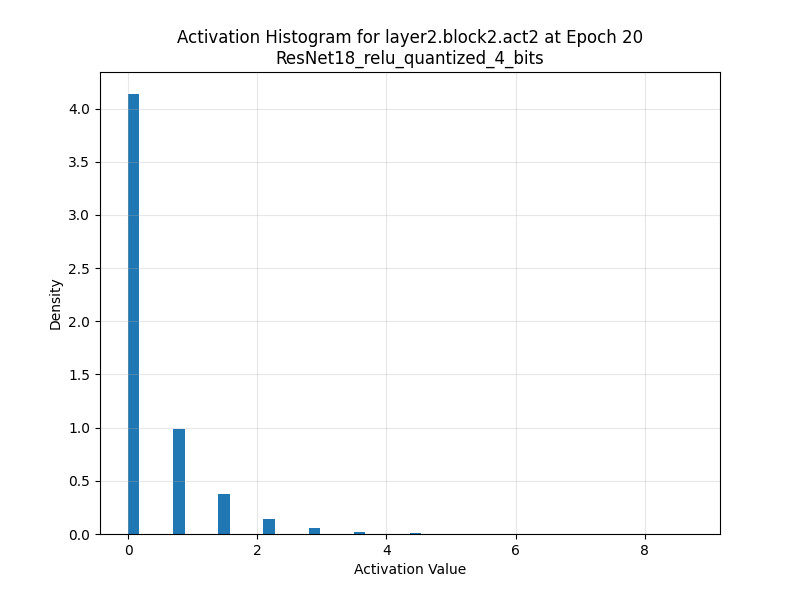 Activation Histogram for layer2.block2.act2 at Epoch 20
ResNet18_relu_quantized_4_bits
4.0
3.5
3.0
2.5
2.0
1.5
1.0
0.5
0.0
Density
0 2 4 6 8
Activation Value